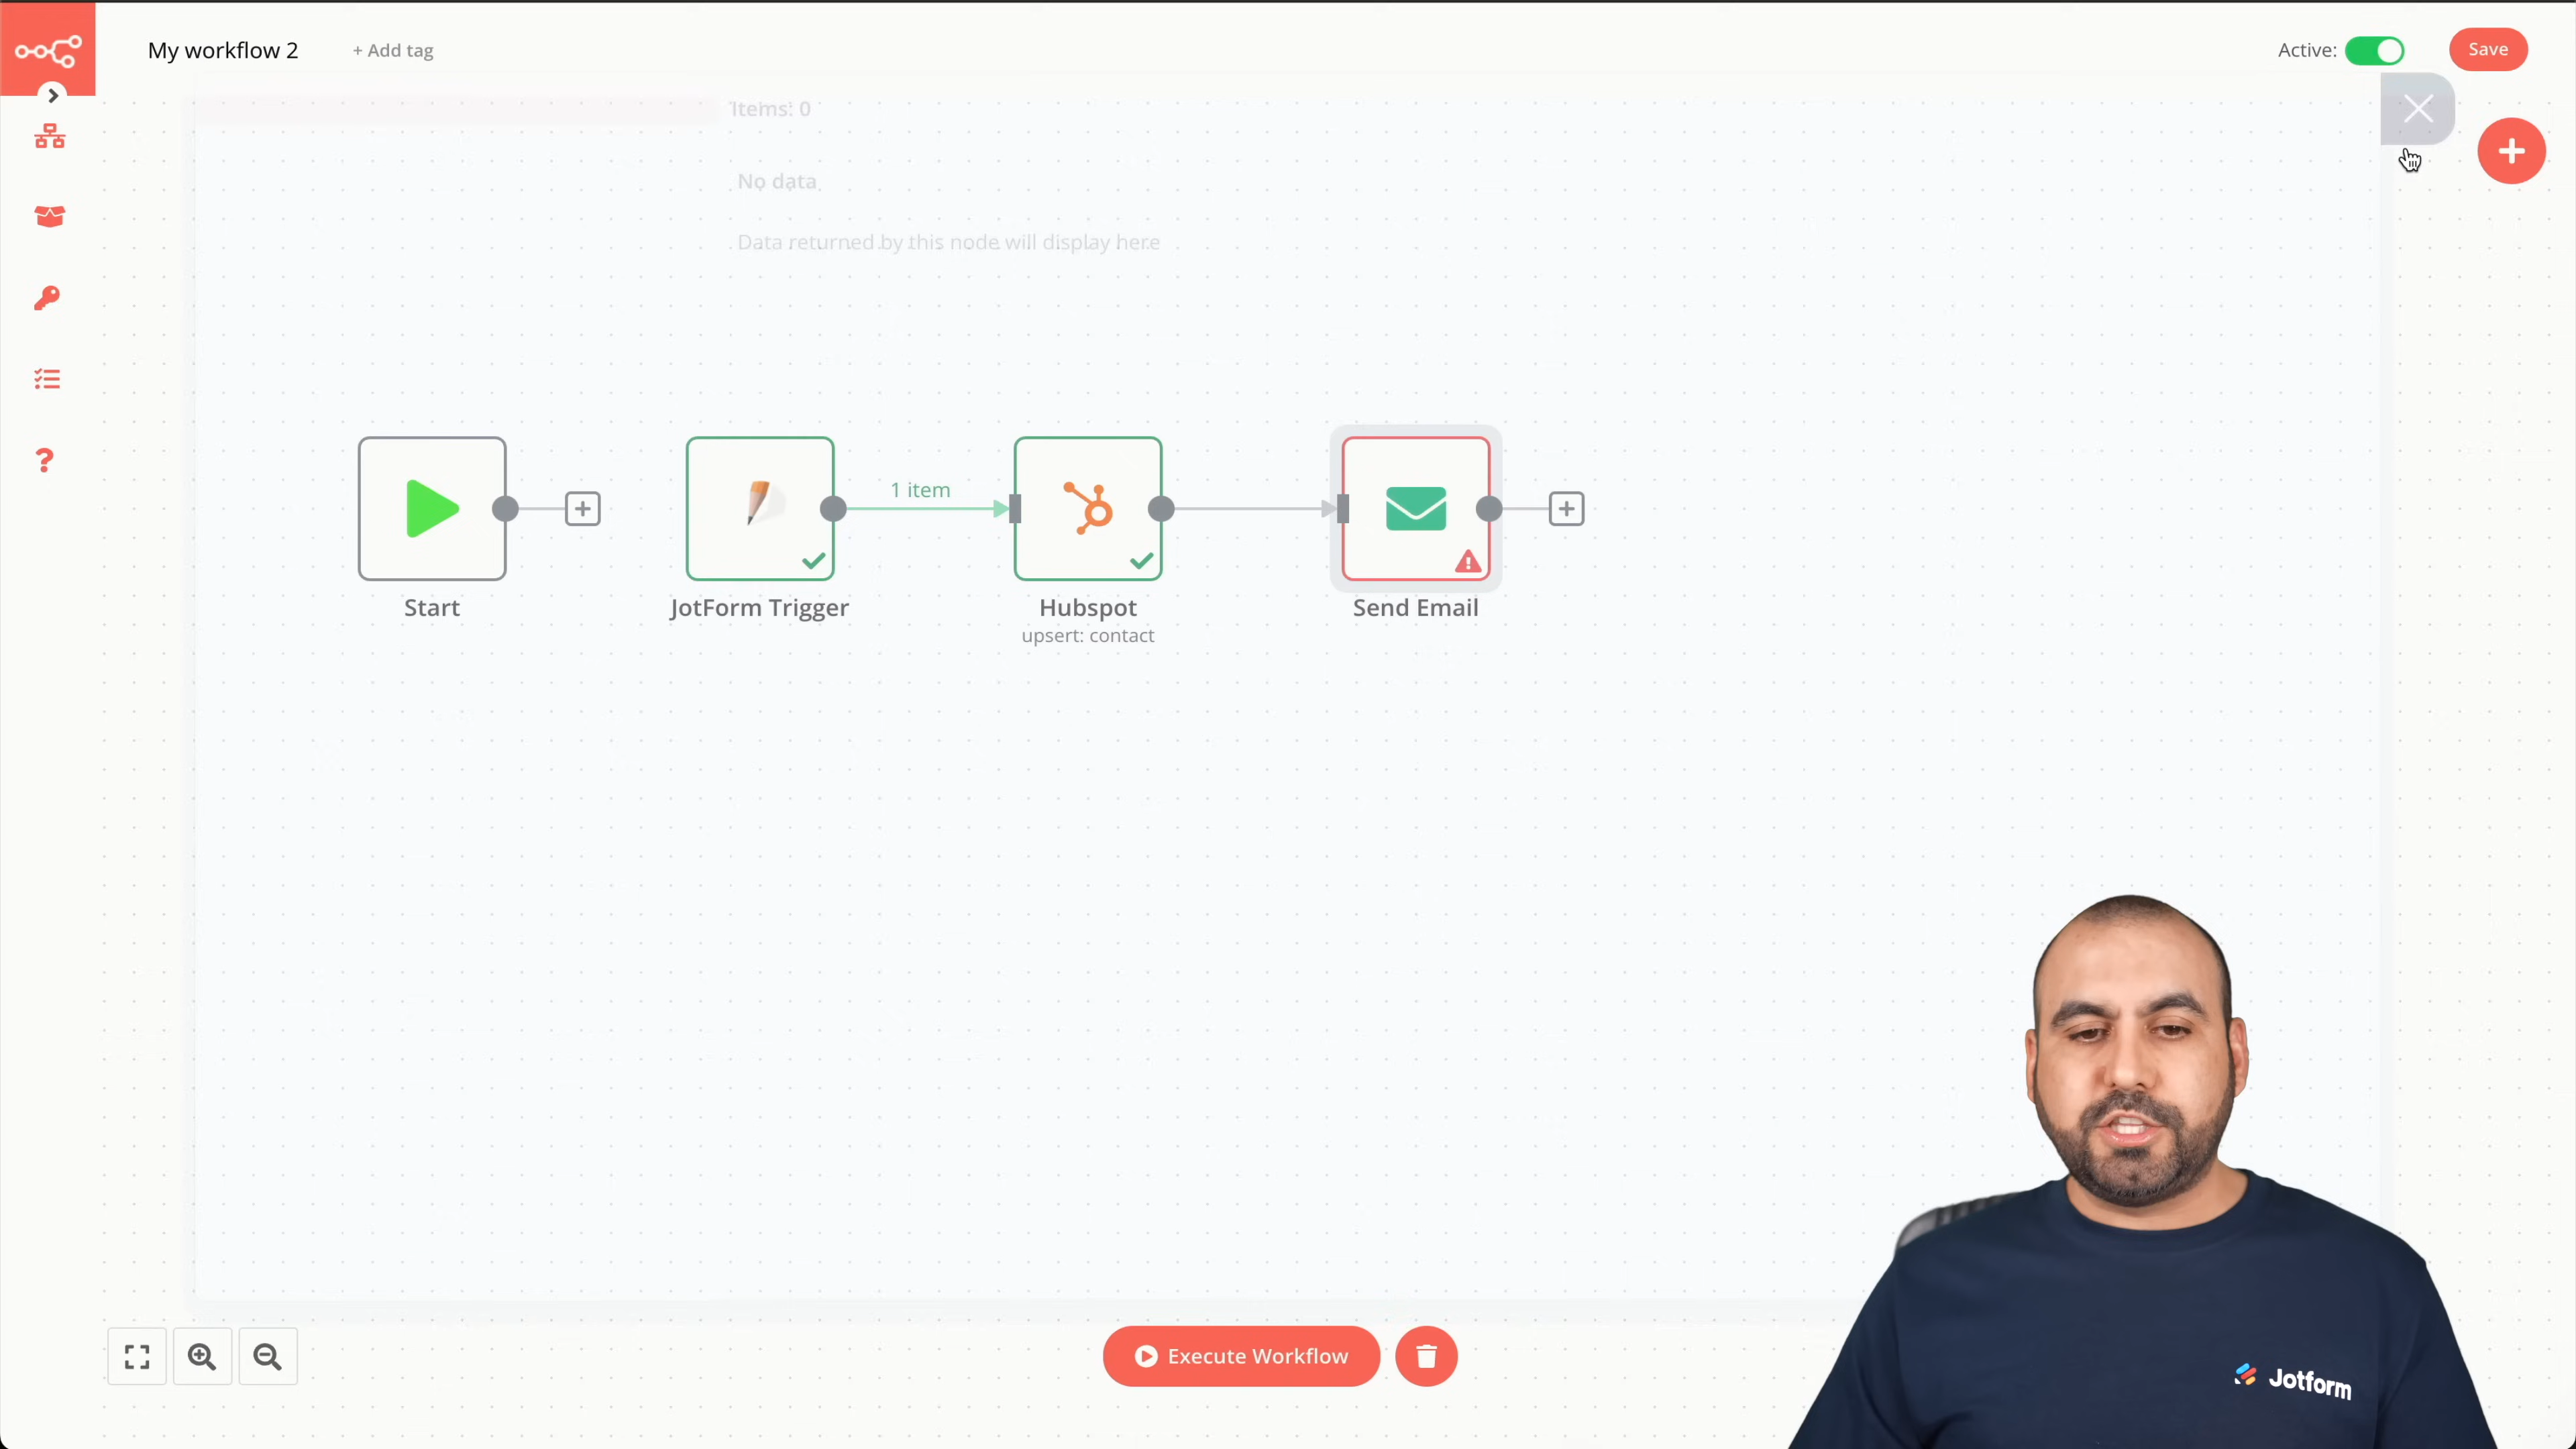 My workflow 2
+ Add tag
Active:
Save
Items: 0
No data
Data returned by this node will display here
1 item
Start
JotForm Trigger
Hubspot
upsert: contact
Send Email
Execute Workflow
Jotform